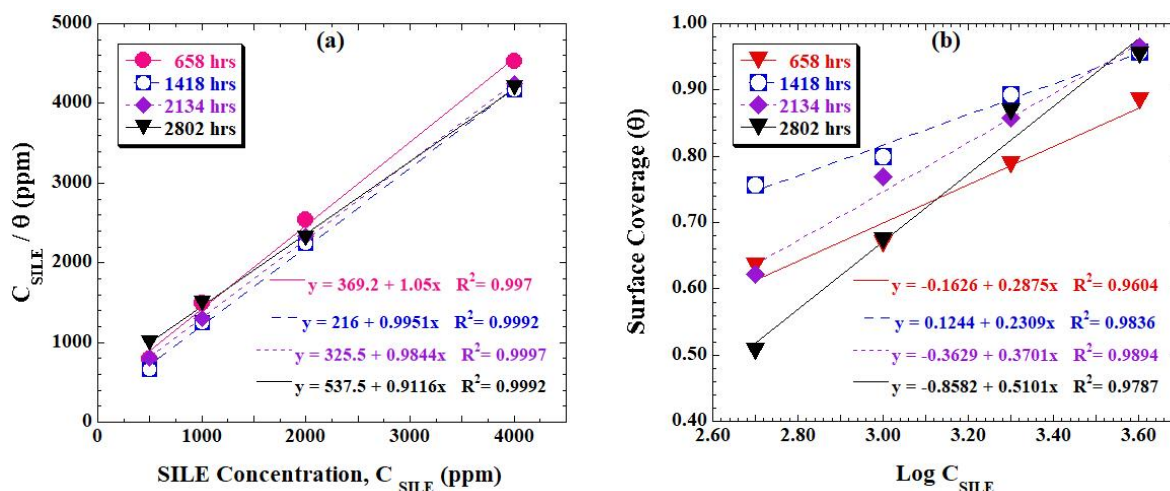 (a)
658 hrs
1418 hrs
2134 hrs
2802 hrs
5000
4000
3000
2000
1000
0
C SILE / θ (ppm)
y = 369.2 + 1.05x R2= 0.997
y = 216 + 0.9951x R2= 0.9992
y = 325.5 + 0.9844x R2= 0.9997
y = 537.5 + 0.9116x R2= 0.9992
0 1000 2000 3000 4000
SILE Concentration, C SILE (ppm)
(b)
658 hrs
1418 hrs
2134 hrs
2802 hrs
1.00
0.90
0.80
0.70
0.60
0.50
0.40
Surface Coverage (θ)
y = -0.1626 + 0.2875x R2= 0.9604
y = 0.1244 + 0.2309x R2= 0.9836
y = -0.3629 + 0.3701x R2= 0.9894
y = -0.8582 + 0.5101x R2= 0.9787
2.60 2.80 3.00 3.20 3.40 3.60
Log C SILE